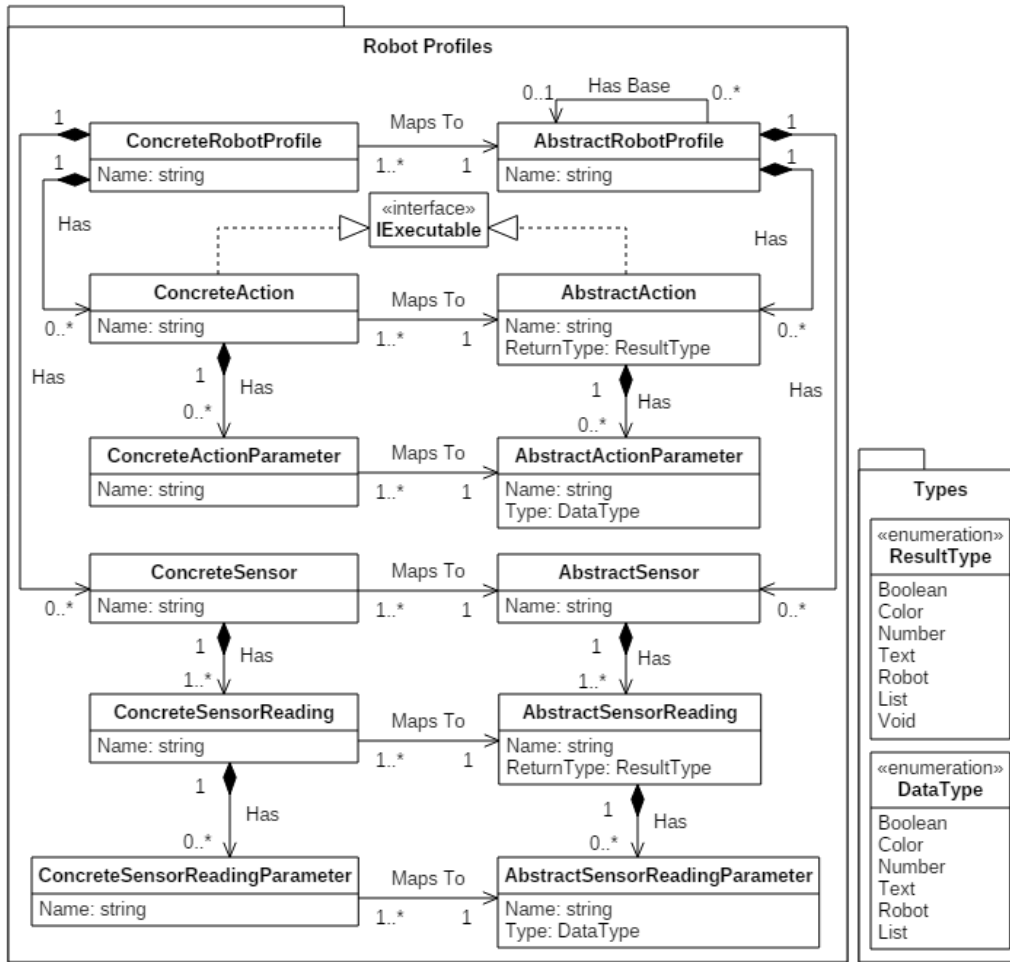 Robot Profiles
Has Base
0..1
0..*
1
ConcreteRobotProfile
Name: string
1
Maps To
1..*
1
AbstractRobotProfile
Name: string
1
1
«interface»
IExecutable
Has
Has
ConcreteAction
Name: string
0..*
Maps To
1..*
1
AbstractAction
Name: string
ReturnType: ResultType
0..*
Has
1
Has
0..*
1
Has
0..*
Has
ConcreteActionParameter
Name: string
Maps To
1..*
1
AbstractActionParameter
Name: string
Type: DataType
ConcreteSensor
Name: string
0..*
Maps To
1..*
1
AbstractSensor
Name: string
0..*
1
Has
1..*
1
Has
1..*
ConcreteSensorReading
Name: string
Maps To
1..*
1
AbstractSensorReading
Name: string
ReturnType: ResultType
1
Has
0..*
1
Has
0..*
ConcreteSensorReadingParameter
Name: string
Maps To
1..*
1
AbstractSensorReadingParameter
Name: string
Type: DataType
Types
«enumeration»
ResultType
Boolean
Color
Number
Text
Robot
List
Void
«enumeration»
DataType
Boolean
Color
Number
Text
Robot
List